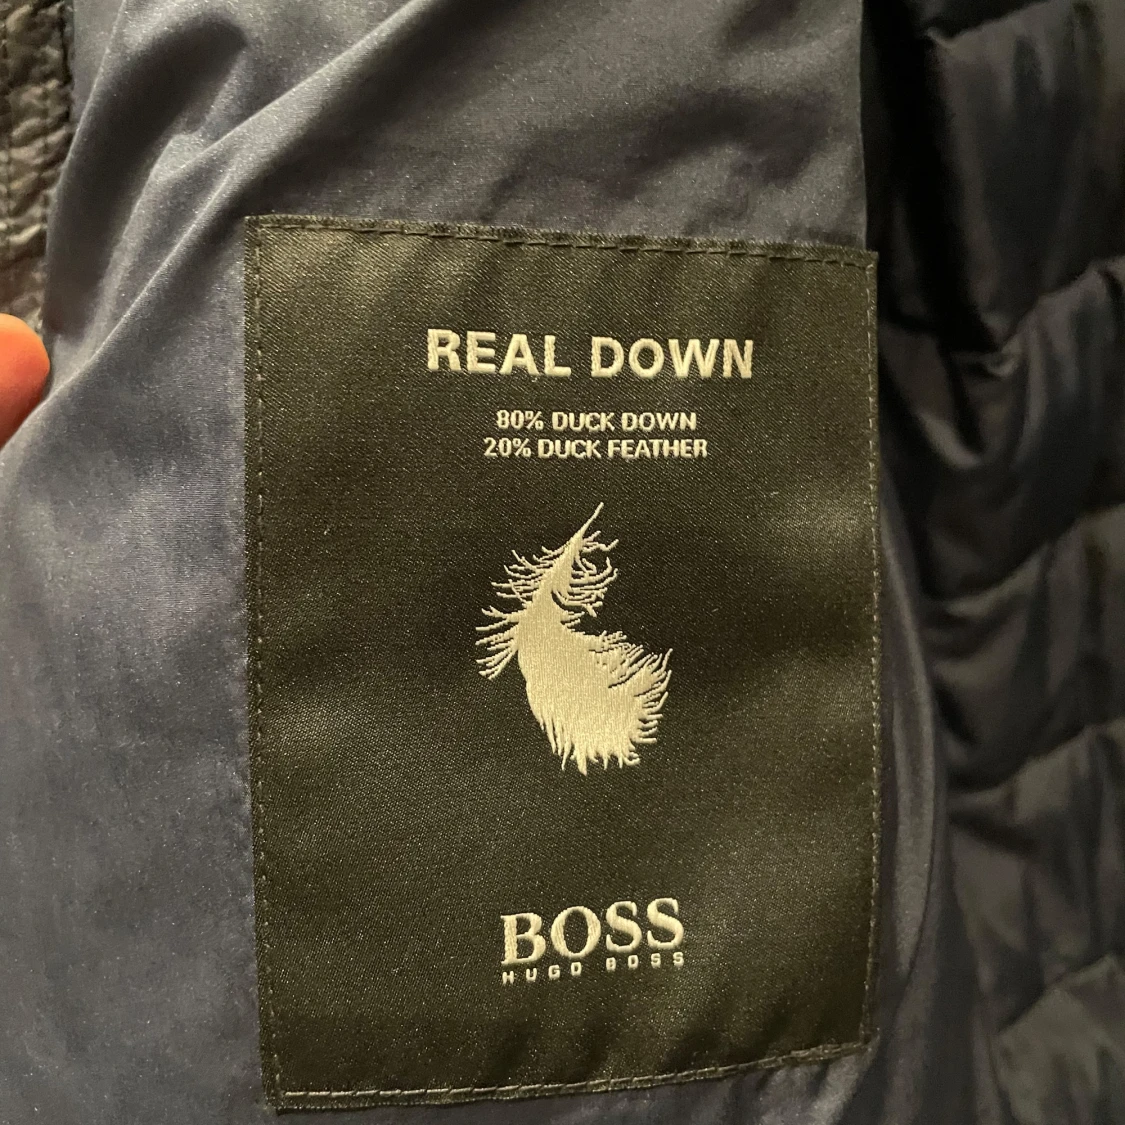 REAL DOWN
80% DUCK DOWN
20% DUCK FEATHER
BOSS
HUGO BOSS